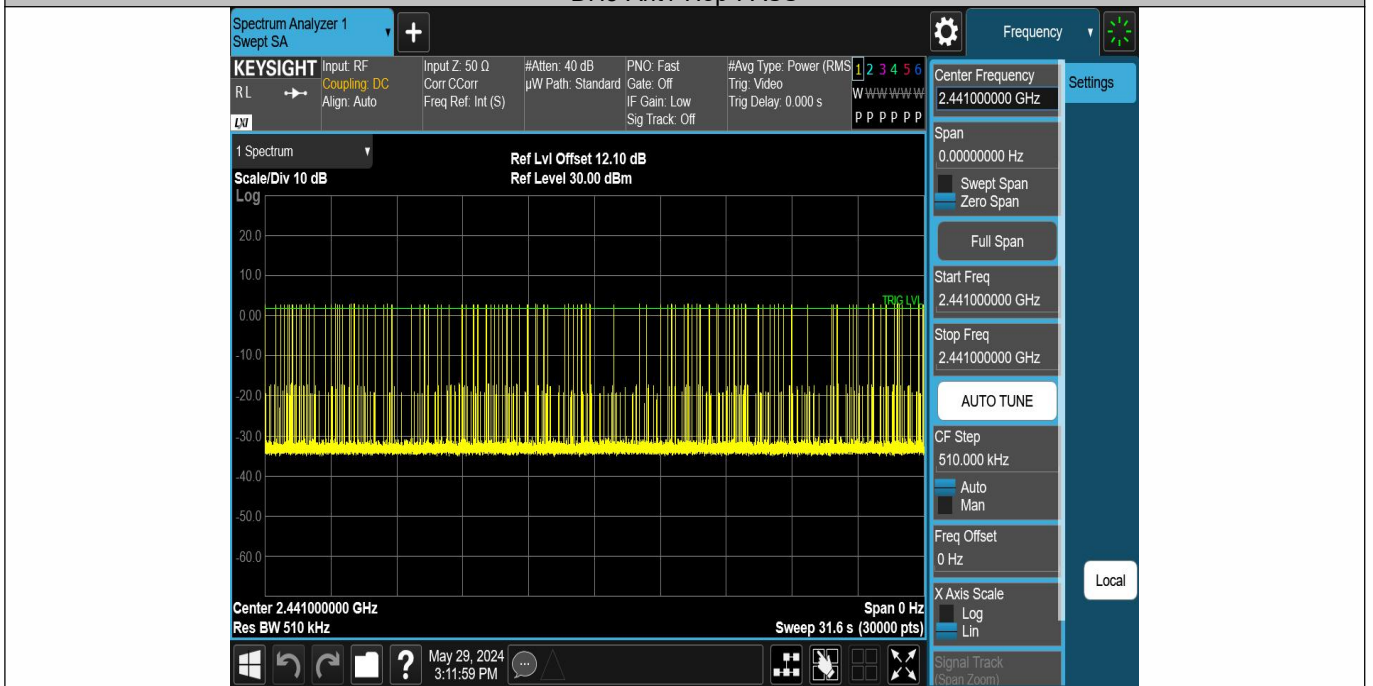 Spectrum Analyzer 1
Swept SA
Frequency
KEYSIGHT
RL
LXI
Input: RF
Coupling: DC
Align: Auto
Input Z: 50 Ω
Corr CCorr
Freq Ref: Int (S)
#Atten: 40 dB
µW Path: Standard
PNO: Fast
Gate: Off
IF Gain: Low
Sig Track: Off
#Avg Type: Power (RMS
Trig: Video
Trig Delay: 0.000 s
1 2 3 4 5 6
W W W W W W
P P P P P P
1 Spectrum
Scale/Div 10 dB
Ref Lvl Offset 12.10 dB
Ref Level 30.00 dBm
Log
20.0
10.0
0.00
-10.0
-20.0
-30.0
-40.0
-50.0
-60.0
TRIG LVL
Center 2.441000000 GHz
Res BW 510 kHz
Span 0 Hz
Sweep 31.6 s (30000 pts)
Center Frequency
2.441000000 GHz
Settings
Span
0.00000000 Hz
Swept Span
Zero Span
Full Span
Start Freq
2.441000000 GHz
Stop Freq
2.441000000 GHz
AUTO TUNE
CF Step
510.000 kHz
Auto
Man
Freq Offset
0 Hz
X Axis Scale
Log
Lin
Signal Track
(Span Zoom)
Local
?
May 29, 2024
3:11:59 PM